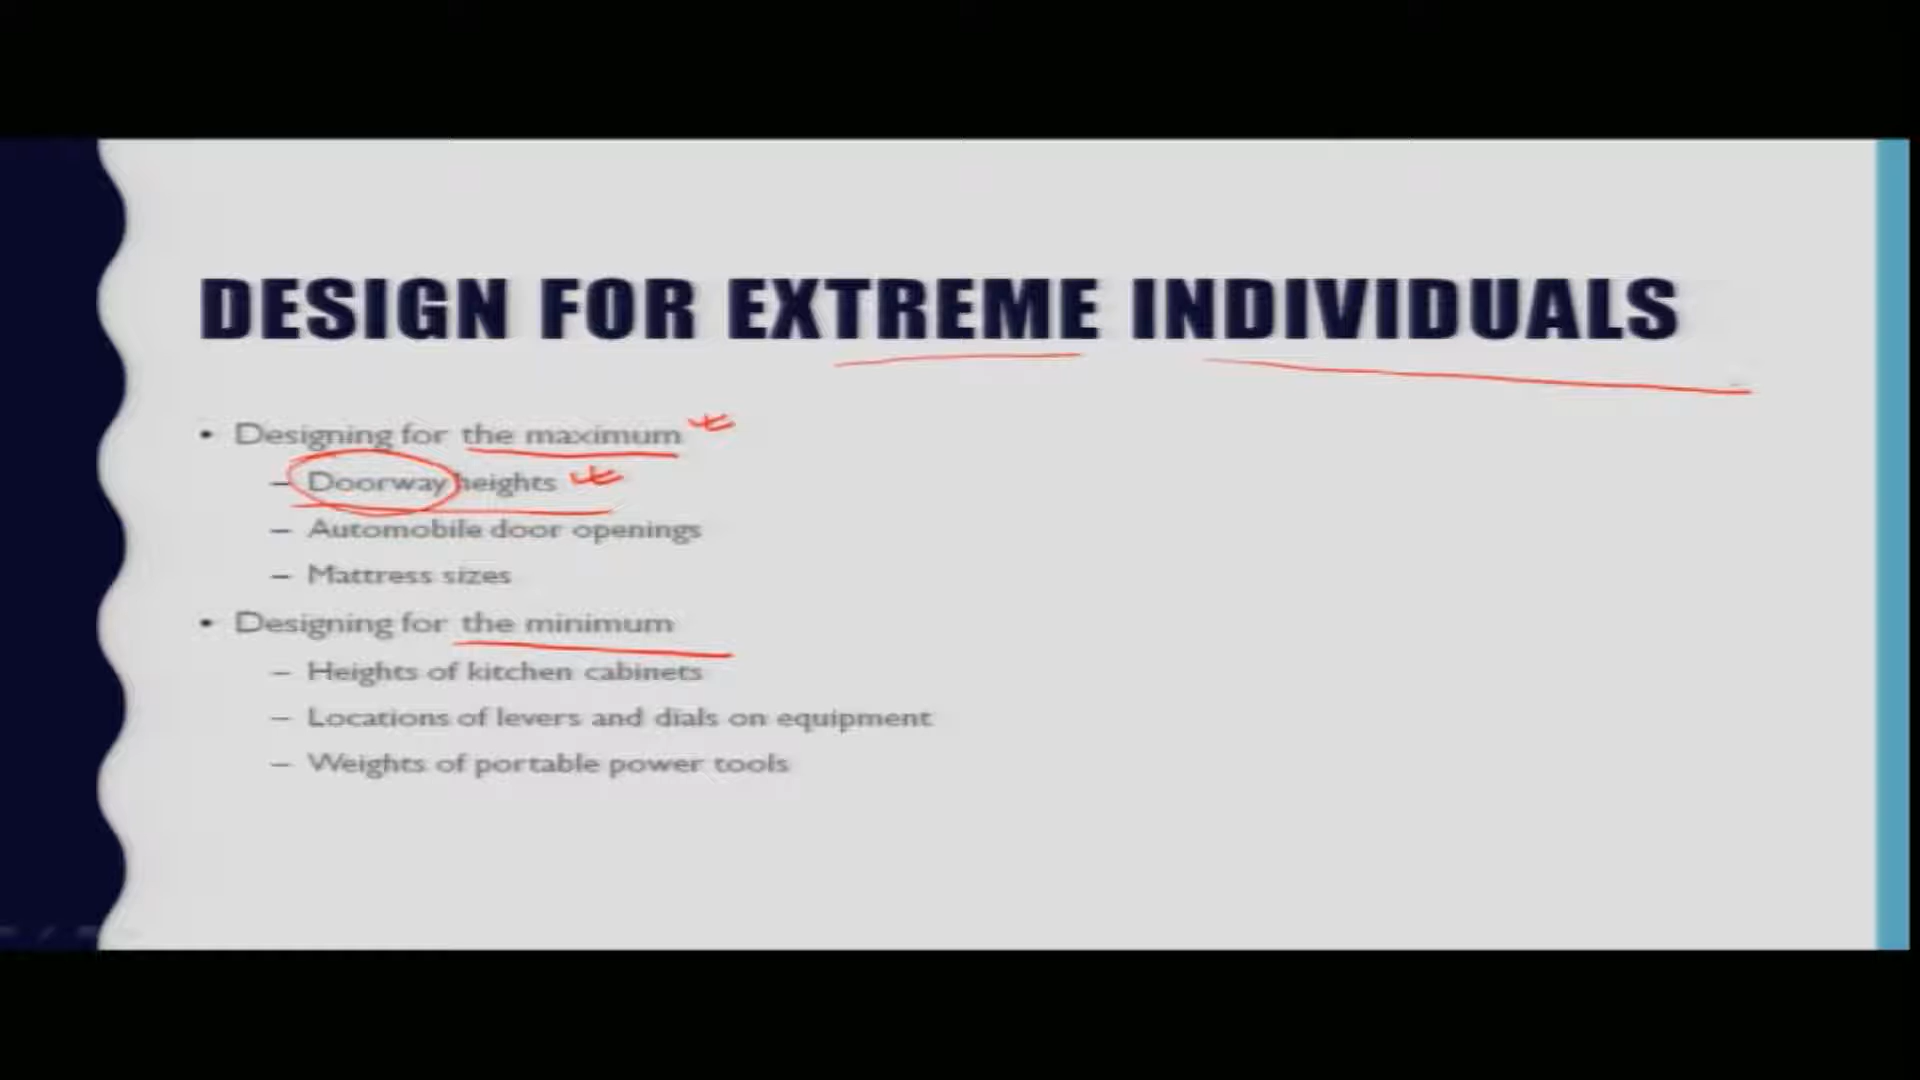 DESIGN FOR EXTREME INDIVIDUALS
• Designing for the maximum
– Doorway heights
– Automobile door openings
– Mattress sizes
• Designing for the minimum
– Heights of kitchen cabinets
– Locations of levers and dials on equipment
– Weights of portable power tools